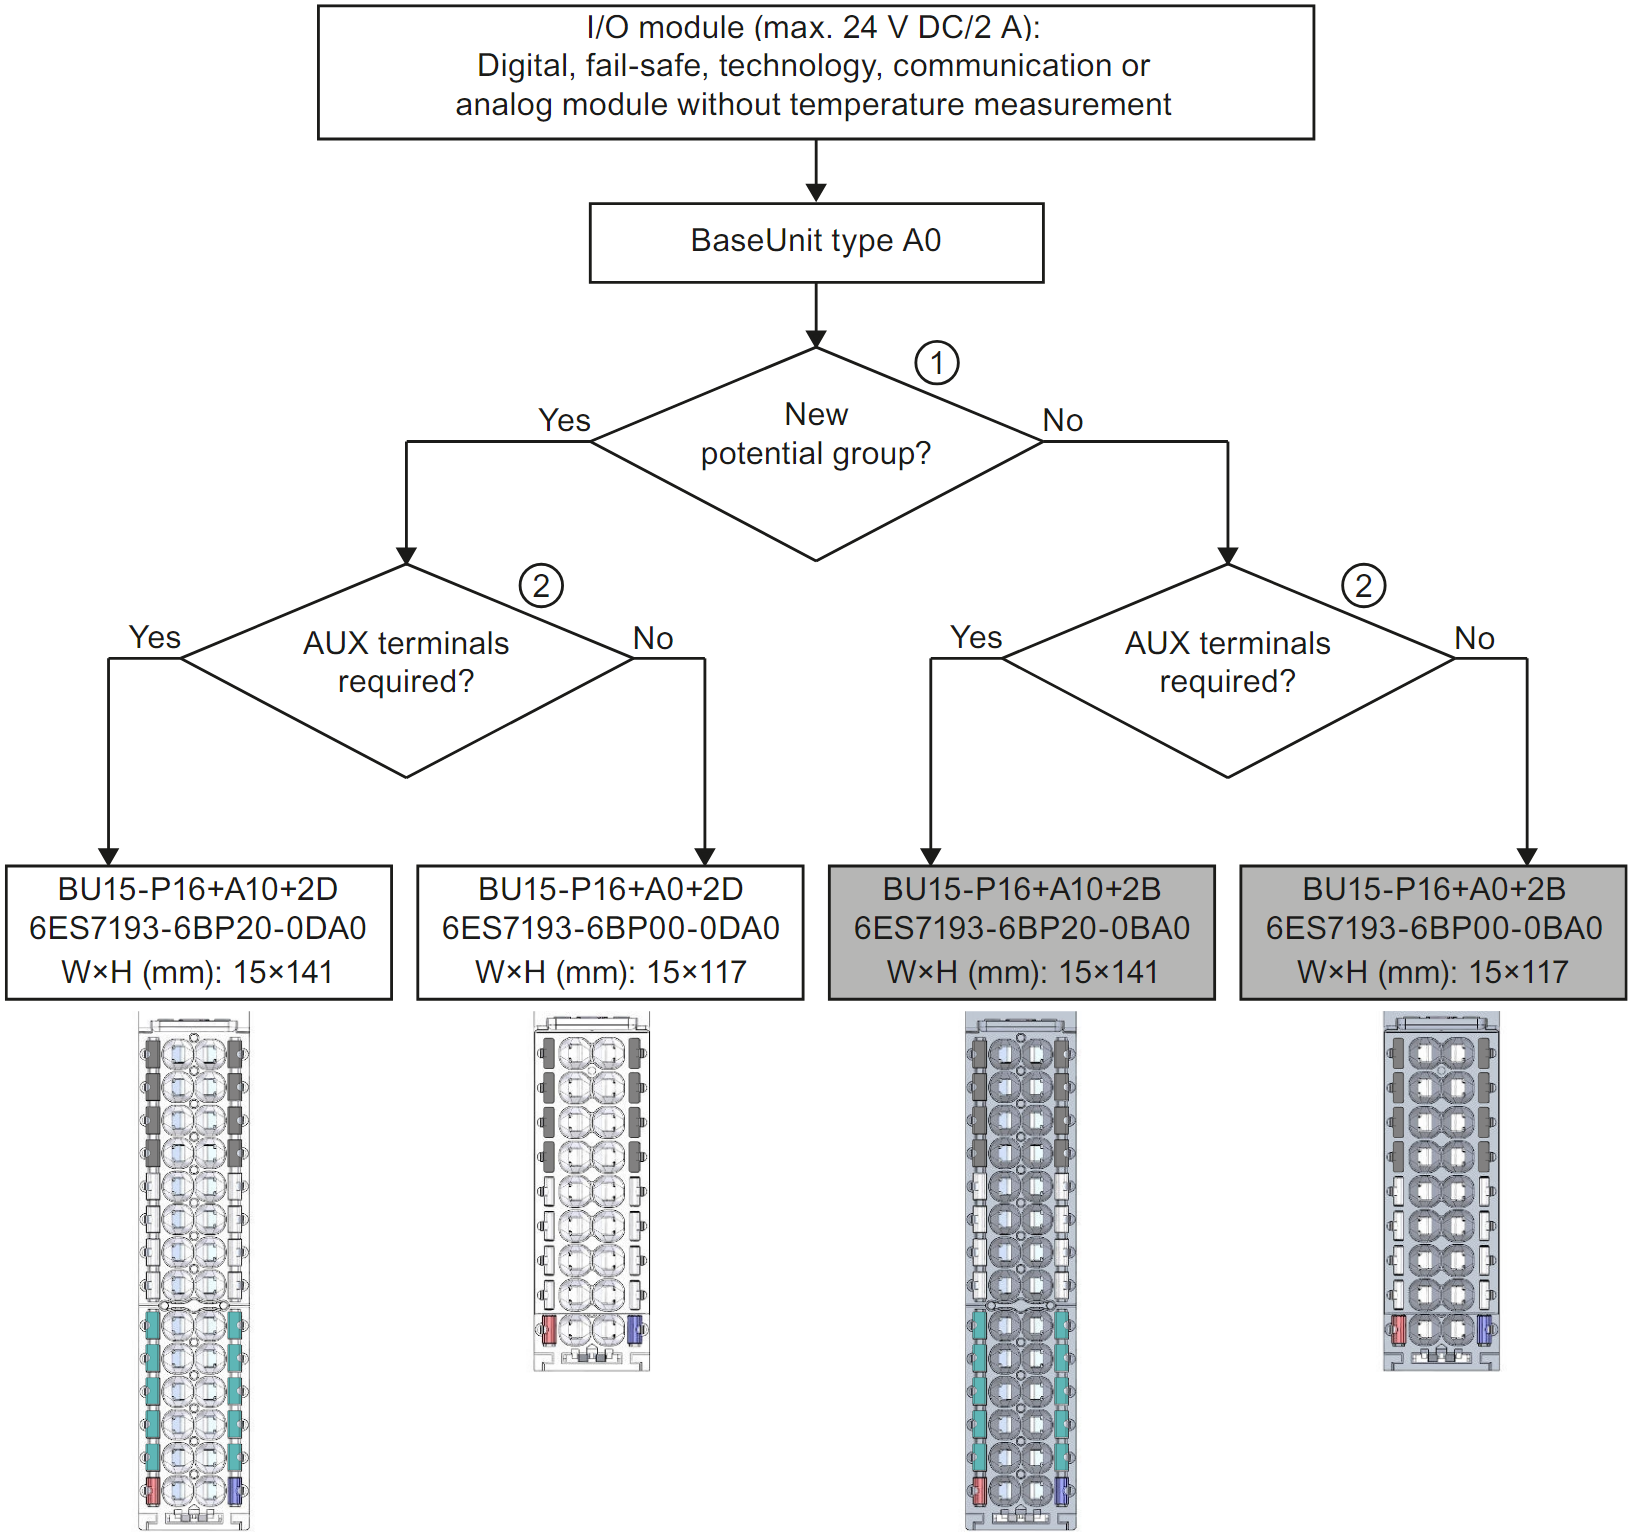 I/O module (max. 24 V DC/2 A):
Digital, fail-safe, technology, communication or
analog module without temperature measurement
BaseUnit type A0
1
New
potential group?
Yes
No
2
AUX terminals
required?
Yes
No
2
AUX terminals
required?
Yes
No
BU15-P16+A10+2D
6ES7193-6BP20-0DA0
W×H (mm): 15×141
BU15-P16+A0+2D
6ES7193-6BP00-0DA0
W×H (mm): 15×117
BU15-P16+A10+2B
6ES7193-6BP20-0BA0
W×H (mm): 15×141
BU15-P16+A0+2B
6ES7193-6BP00-0BA0
W×H (mm): 15×117